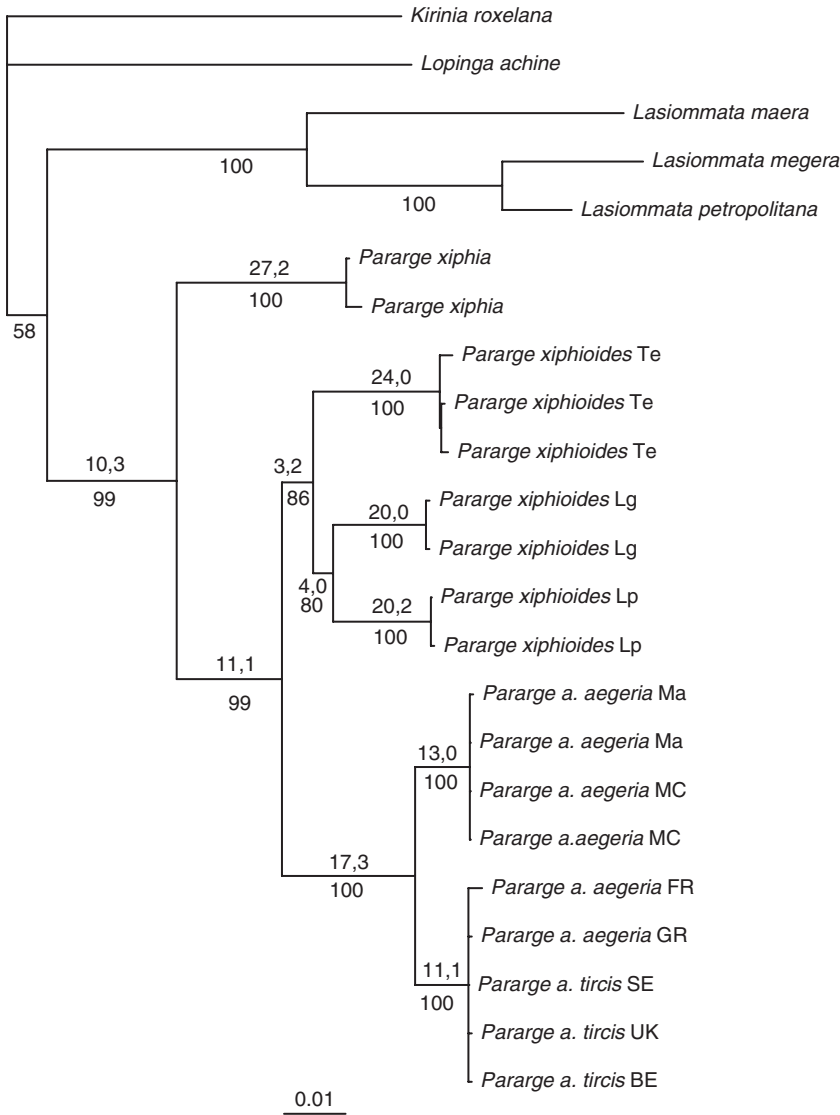 Kirinia roxelana
Lopinga achine
Lasiommata maera
100
Lasiommata megera
100
Lasiommata petropolitana
Pararge xiphia
27,2
100
Pararge xiphia
58
Pararge xiphioides Te
24,0
100
Pararge xiphioides Te
Pararge xiphioides Te
10,3
99
3,2
86
Pararge xiphioides Lg
20,0
100
Pararge xiphioides Lg
4,0
80
Pararge xiphioides Lp
20,2
100
Pararge xiphioides Lp
11,1
99
Pararge a. aegeria Ma
Pararge a. aegeria Ma
13,0
100
Pararge a. aegeria MC
Pararge a.aegeria MC
17,3
100
Pararge a. aegeria FR
Pararge a. aegeria GR
11,1
100
Pararge a. tircis SE
Pararge a. tircis UK
Pararge a. tircis BE
0.01